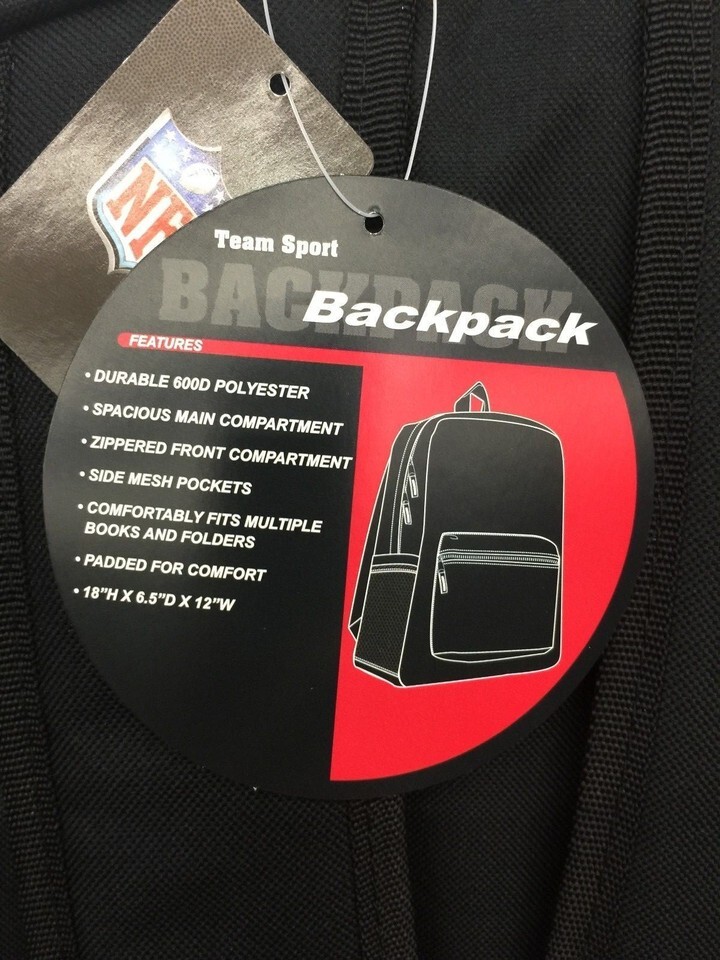 NFL
Team Sport
BACKPACK
Backpack
FEATURES
• DURABLE 600D POLYESTER
• SPACIOUS MAIN COMPARTMENT
• ZIPPERED FRONT COMPARTMENT
• SIDE MESH POCKETS
• COMFORTABLY FITS MULTIPLE
BOOKS AND FOLDERS
• PADDED FOR COMFORT
• 18"H X 6.5"D X 12"W